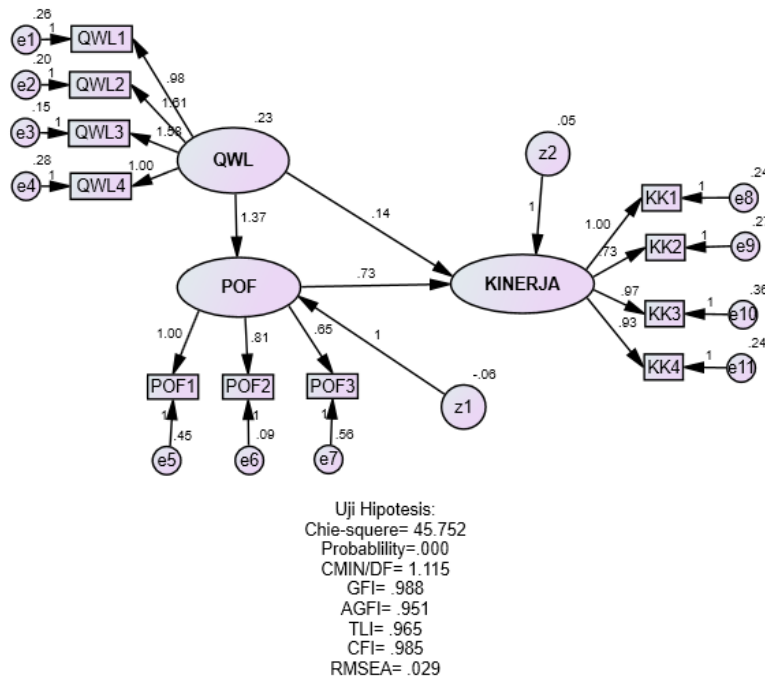 .26
e1 1 QWL1
.20
e2 1 QWL2
.15
e3 1 QWL3
.28
e4 1 QWL4
.98
1.61
1.58
1.00
.23
QWL
1.37
.14
.05
z2
1
POF
.73
KINERJA
1.00
.73
.97
.93
KK1 1 e8 .24
KK2 1 e9
KK3 1 e10 .36
KK4 1 e11 .24
1.00
.81
.65
1
-.06
z1
POF1 POF2 POF3
1 1 1
.45 .09 .56
e5 e6 e7
Uji Hipotesis:
Chie-squere= 45.752
Probablility=.000
CMIN/DF= 1.115
GFI= .988
AGFI= .951
TLI= .965
CFI= .985
RMSEA= .029